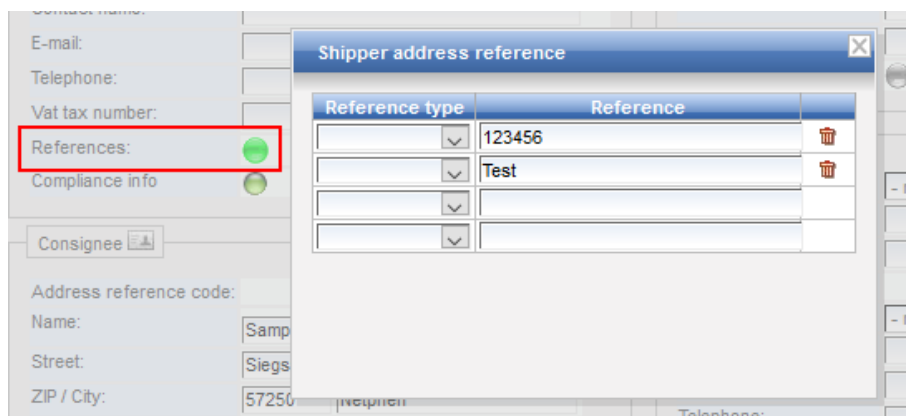 E-mail:
Telephone:
Vat tax number:
References:
Compliance info
Consignee
Address reference code:
Name:
Samp
Street:
Siegs
ZIP / City:
57250
Netphen
Shipper address reference
Reference type Reference
123456
Test
Telephone: